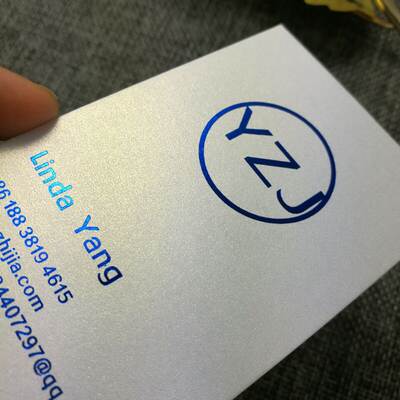 YZJ
Linda Yang
86 188 3819 4615
zhijia.com
4407297@qq